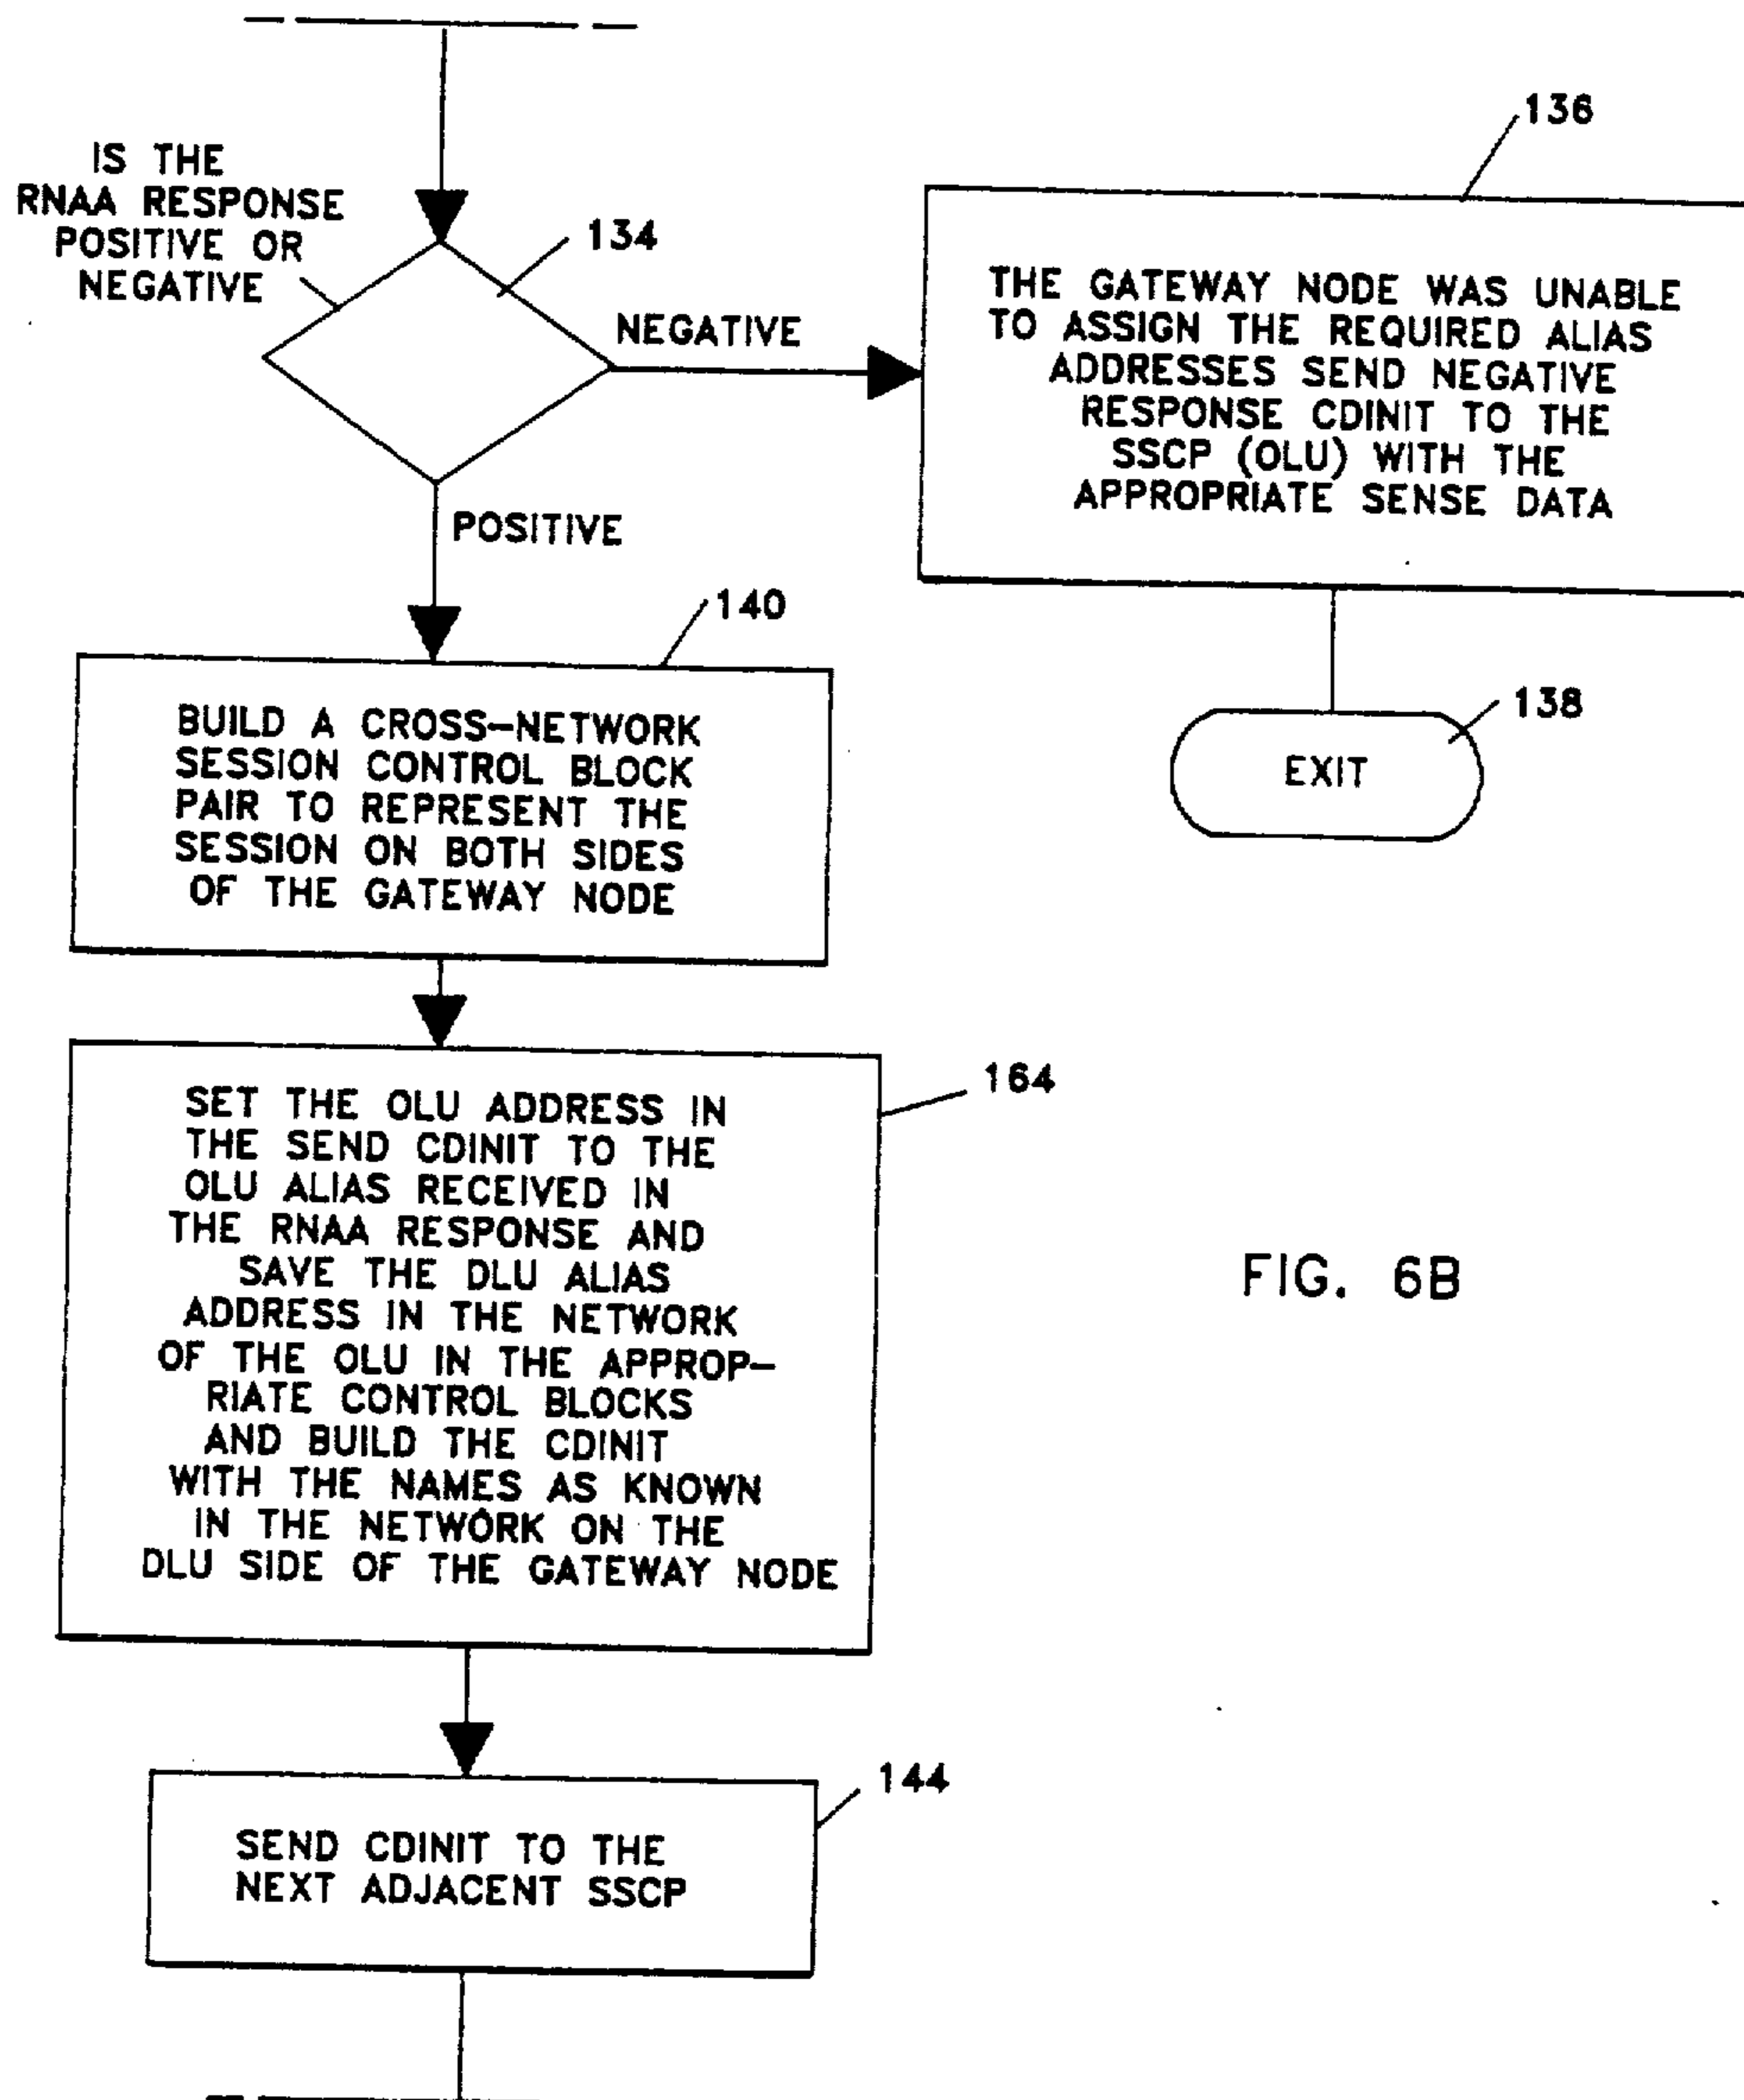 IS THE
RNAA RESPONSE
POSITIVE OR
NEGATIVE
134
NEGATIVE
136
THE GATEWAY NODE WAS UNABLE
TO ASSIGN THE REQUIRED ALIAS
ADDRESSES SEND NEGATIVE
RESPONSE CDINIT TO THE
SSCP (OLU) WITH THE
APPROPRIATE SENSE DATA
138
EXIT
POSITIVE
140
BUILD A CROSS-NETWORK
SESSION CONTROL BLOCK
PAIR TO REPRESENT THE
SESSION ON BOTH SIDES
OF THE GATEWAY NODE
164
SET THE OLU ADDRESS IN
THE SEND CDINIT TO THE
OLU ALIAS RECEIVED IN
THE RNAA RESPONSE AND
SAVE THE DLU ALIAS
ADDRESS IN THE NETWORK
OF THE OLU IN THE APPROP-
RIATE CONTROL BLOCKS
AND BUILD THE CDINIT
WITH THE NAMES AS KNOWN
IN THE NETWORK ON THE
DLU SIDE OF THE GATEWAY NODE
FIG. 6B
144
SEND CDINIT TO THE
NEXT ADJACENT SSCP